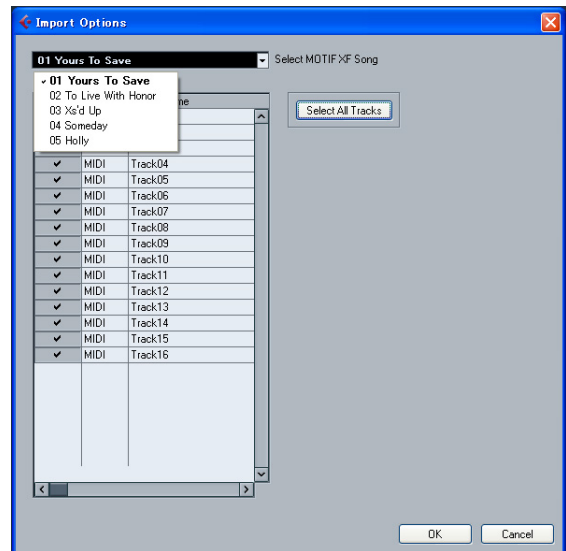 Import Options
01 Yours To Save
Select MOTIF XF Song
01 Yours To Save
02 To Live With Honor
03 Xs'd Up
04 Someday
05 Holly
Select All Tracks
MIDI Track04
MIDI Track05
MIDI Track06
MIDI Track07
MIDI Track08
MIDI Track09
MIDI Track10
MIDI Track11
MIDI Track12
MIDI Track13
MIDI Track14
MIDI Track15
MIDI Track16
OK Cancel